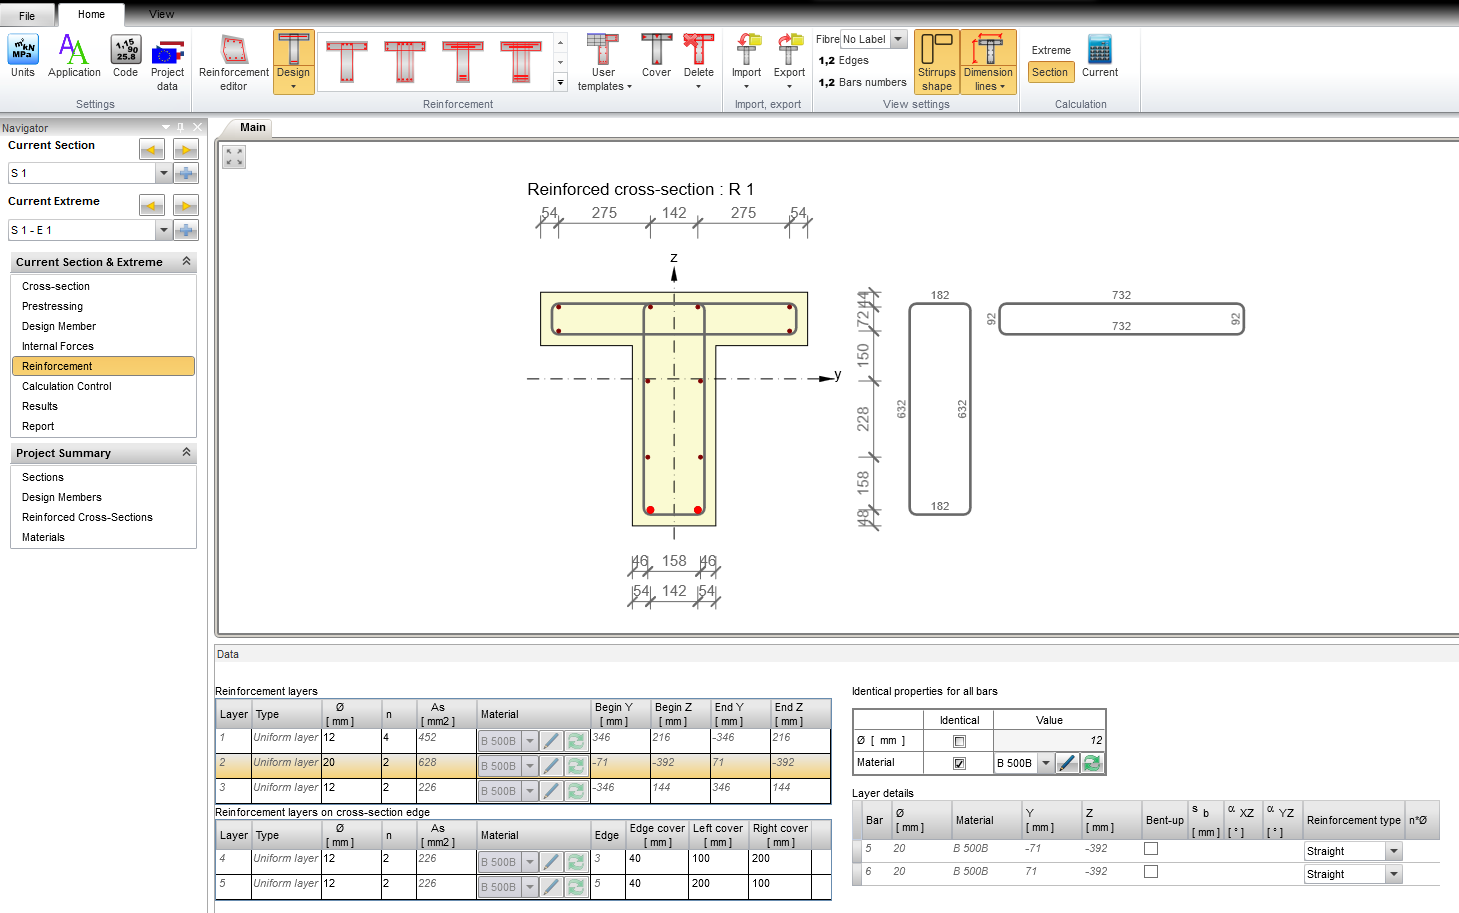 File
Home
View
m²kN
MPa
Units
Application
1,15
90
25.8
Code
Project
data
Settings
Reinforcement
editor
Design
User
templates
Cover
Delete
Reinforcement
Import
Export
Import, export
Fibre No Label
1,2 Edges
1,2 Bars numbers
Stirrups
shape
Dimension
lines
View settings
Extreme
Section
Current
Calculation
Navigator
Current Section
S 1
Current Extreme
S 1 - E 1
Current Section & Extreme
Cross-section
Prestressing
Design Member
Internal Forces
Reinforcement
Calculation Control
Results
Report
Project Summary
Sections
Design Members
Reinforced Cross-Sections
Materials
Main
Reinforced cross-section : R 1
54 275 142 275 54
z
y
44
72
150
228
158
48
46 158 46
54 142 54
182
632 632
182
732
92 92
732
Data
Reinforcement layers
Layer Type Ø [ mm ] n As [ mm2 ] Material Begin Y [ mm ] Begin Z [ mm ] End Y [ mm ] End Z [ mm ]
1 Uniform layer 12 4 452 B 500B 346 216 -346 216
2 Uniform layer 20 2 628 B 500B -71 -392 71 -392
3 Uniform layer 12 2 226 B 500B -346 144 346 144
Reinforcement layers on cross-section edge
Layer Type Ø [ mm ] n As [ mm2 ] Material Edge Edge cover [ mm ] Left cover [ mm ] Right cover [ mm ]
4 Uniform layer 12 2 226 B 500B 3 40 100 200
5 Uniform layer 12 2 226 B 500B 5 40 200 100
Identical properties for all bars
Identical Value
Ø [ mm ] 12
Material B 500B
Layer details
Bar Ø [ mm ] Material Y [ mm ] Z [ mm ] Bent-up s b [ mm ] α XZ [ ° ] α YZ [ ° ] Reinforcement type n*Ø
5 20 B 500B -71 -392 Straight
6 20 B 500B 71 -392 Straight